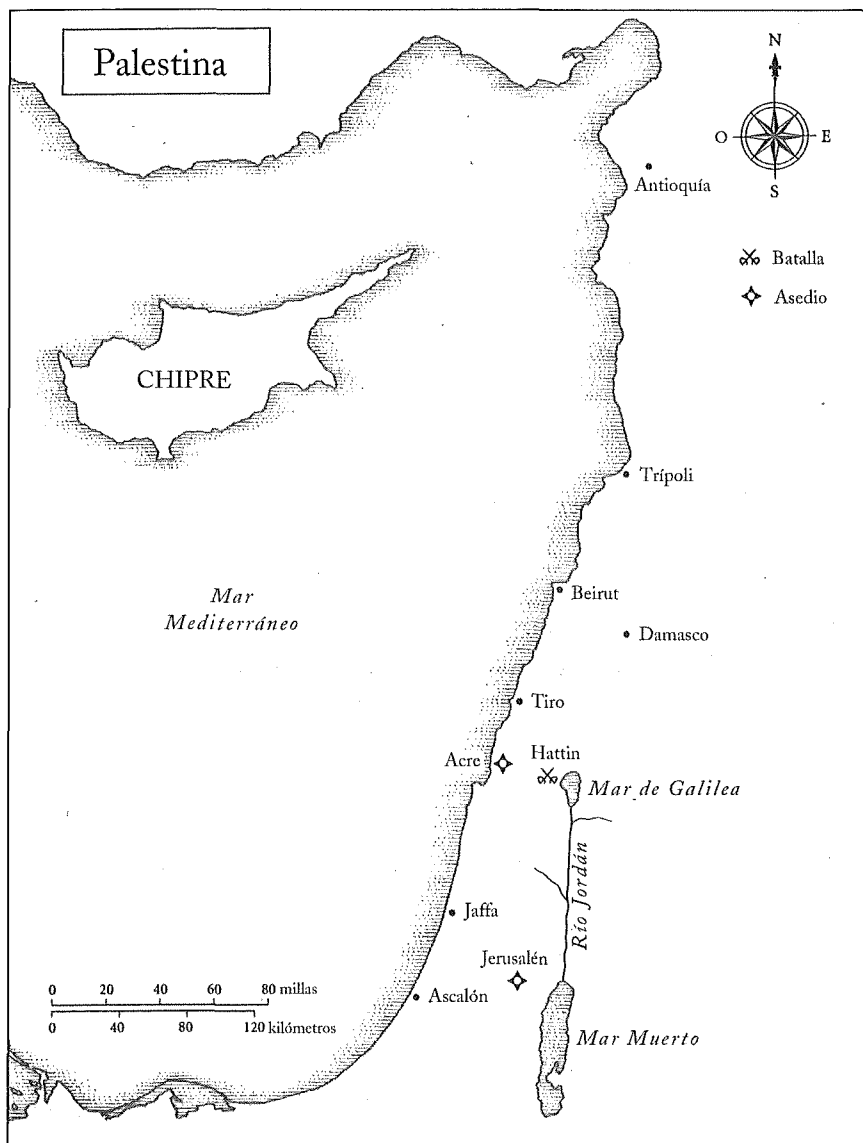 Palestina
N
O
E
S
Antioquía
Batalla
Asedio
CHIPRE
Trípoli
Mar
Mediterráneo
Beirut
Damasco
Tiro
Acre
Hattin
Mar de Galilea
Río Jordán
Jaffa
Jerusalén
0 20 40 60 80 millas
Ascalón
0 40 80 120 kilómetros
Mar Muerto